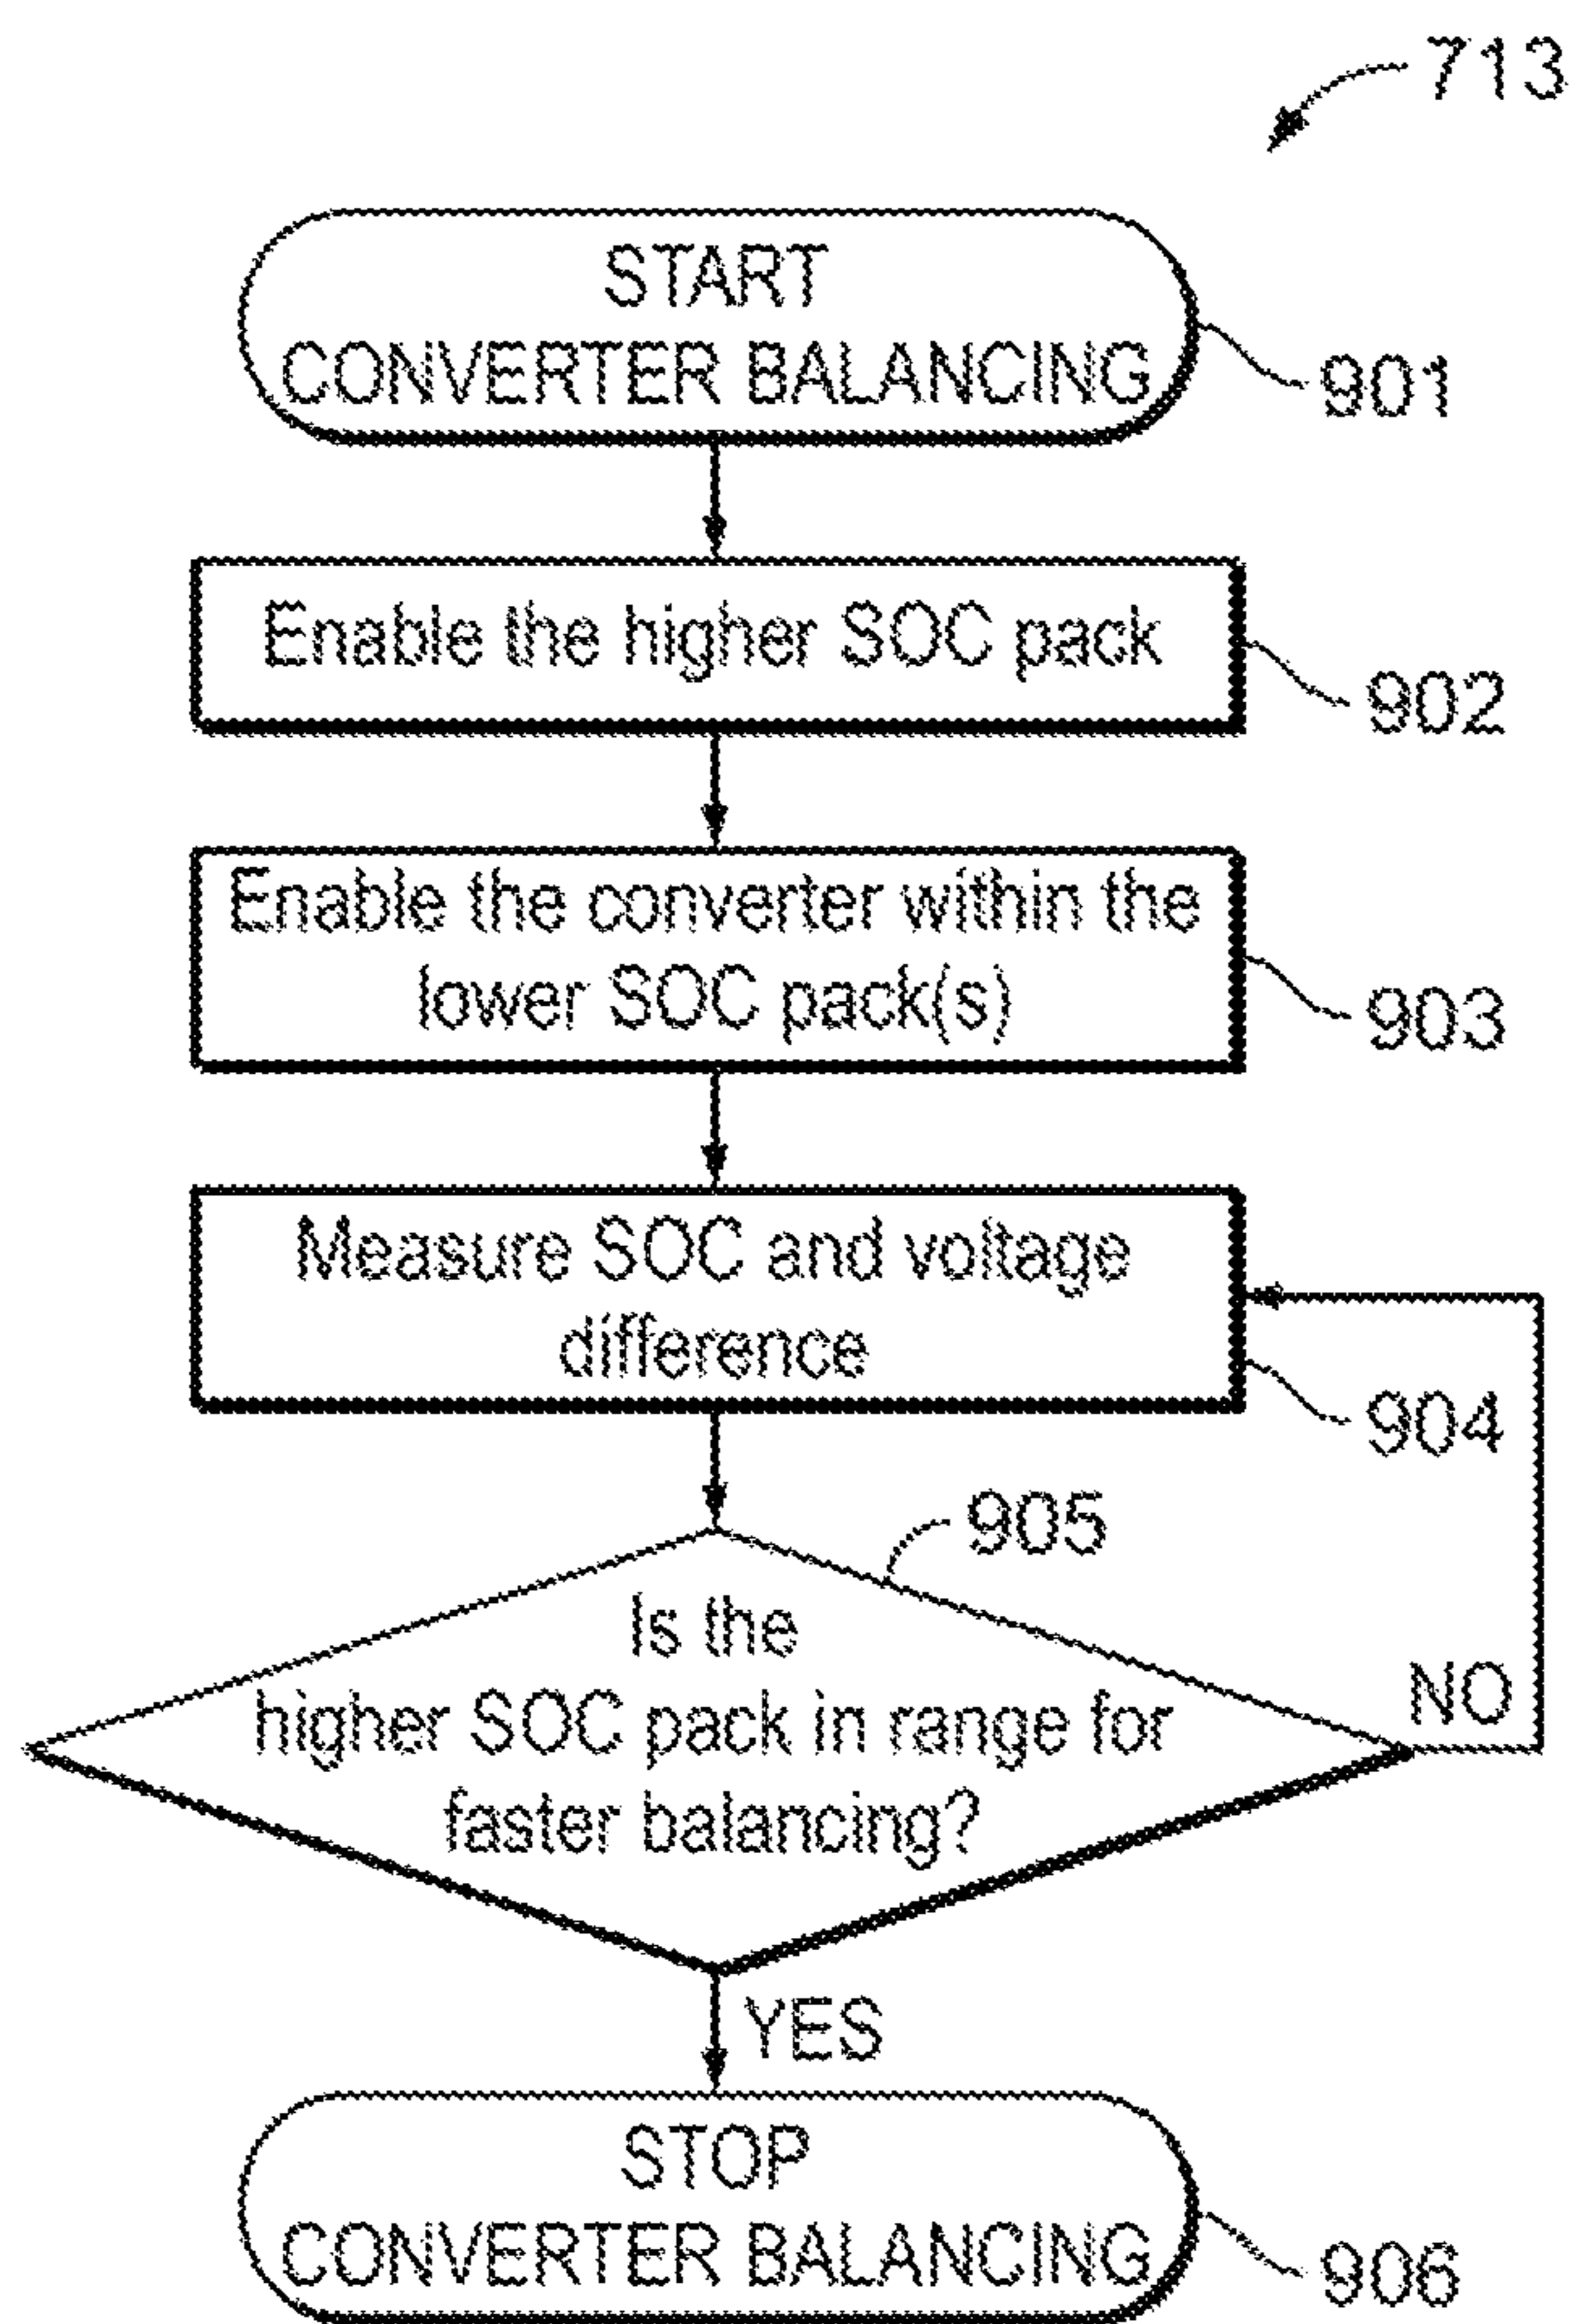 713
START
CONVERTER BALANCING
901
Enable the higher SOC pack
902
Enable the converter within the
lower SOC pack(s)
903
Measure SOC and voltage
difference
904
905
Is the
higher SOC pack in range for
faster balancing?
NO
YES
STOP
CONVERTER BALANCING
906